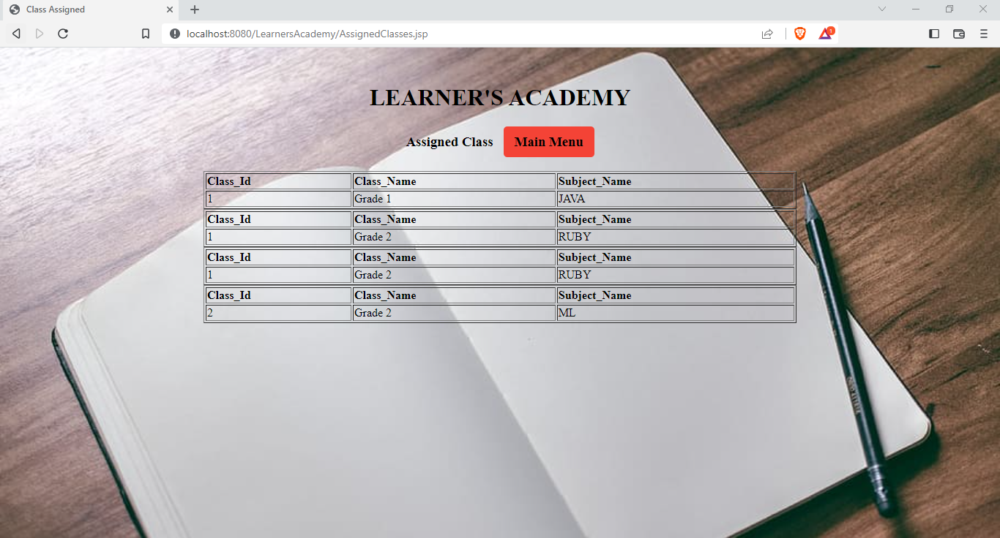 Class Assigned
localhost:8080/LearnersAcademy/AssignedClasses.jsp
1
LEARNER'S ACADEMY
Assigned Class Main Menu
Class_Id Class_Name Subject_Name
1 Grade 1 JAVA
Class_Id Class_Name Subject_Name
1 Grade 2 RUBY
Class_Id Class_Name Subject_Name
1 Grade 2 RUBY
Class_Id Class_Name Subject_Name
2 Grade 2 ML